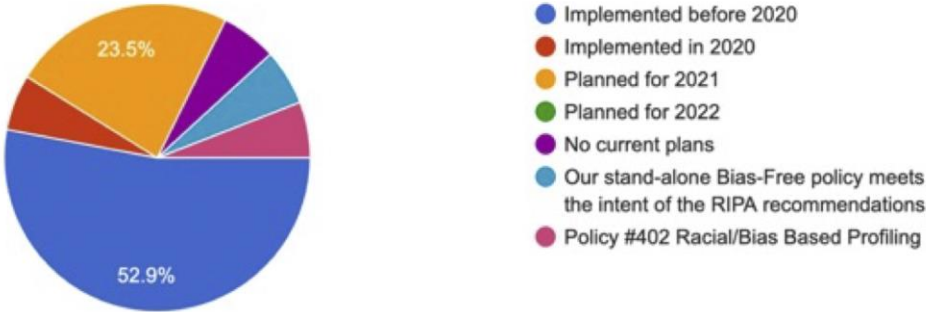 Implemented before 2020
23.5%
Implemented in 2020
Planned for 2021
Planned for 2022
No current plans
Our stand-alone Bias-Free policy meets
the intent of the RIPA recommendations
Policy #402 Racial/Bias Based Profiling
52.9%